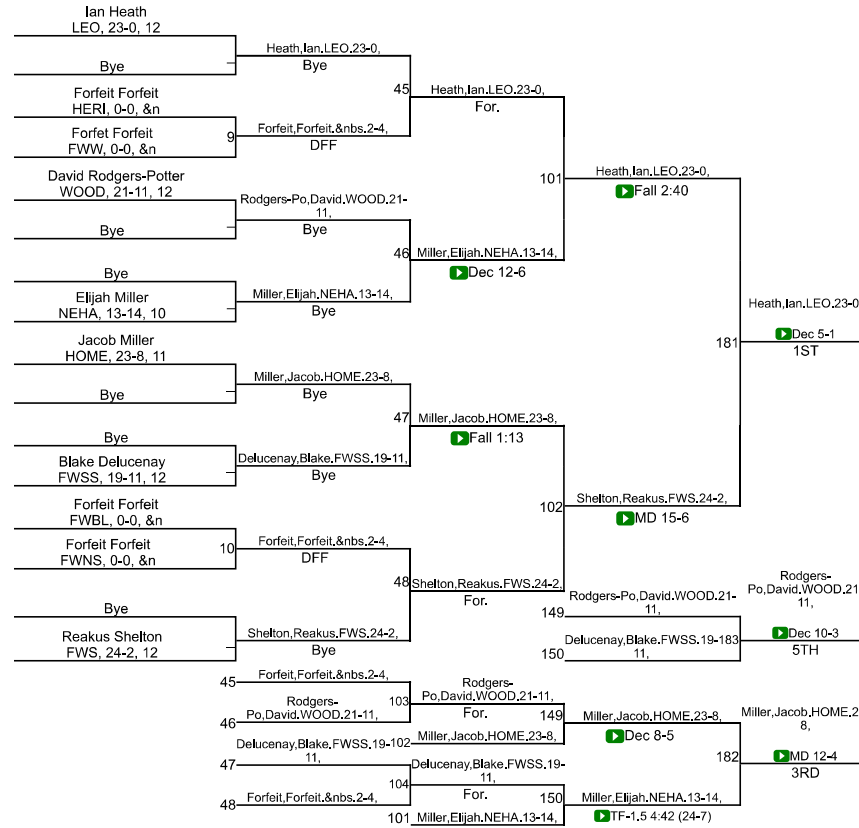 Ian Heath
LEO, 23-0, 12
Heath,Ian.LEO.23-0,
Bye
Bye
45
Heath,Ian.LEO.23-0,
For.
Forfeit Forfeit
HERI, 0-0, &n
9
Forfeit,Forfeit.&nbs.2-4,
DFF
Forfet Forfeit
FWW, 0-0, &n
101
Heath,Ian.LEO.23-0,
Fall 2:40
David Rodgers-Potter
WOOD, 21-11, 12
Rodgers-Po,David.WOOD.21-
11,
Bye
Bye
46
Miller,Elijah.NEHA.13-14,
Dec 12-6
Bye
Elijah Miller
NEHA, 13-14, 10
Miller,Elijah.NEHA.13-14,
Bye
Heath,Ian.LEO.23-0
181
Dec 5-1
1ST
Jacob Miller
HOME, 23-8, 11
Miller,Jacob.HOME.23-8,
Bye
Bye
47
Miller,Jacob.HOME.23-8,
Fall 1:13
Bye
Blake Delucenay
FWSS, 19-11, 12
Delucenay,Blake.FWSS.19-11,
Bye
102
Shelton,Reakus.FWS.24-2,
MD 15-6
Forfeit Forfeit
FWBL, 0-0, &n
10
Forfeit,Forfeit.&nbs.2-4,
DFF
Forfeit Forfeit
FWNS, 0-0, &n
48
Shelton,Reakus.FWS.24-2,
For.
Bye
Reakus Shelton
FWS, 24-2, 12
Shelton,Reakus.FWS.24-2,
Bye
149
Rodgers-Po,David.WOOD.21-
11,
Rodgers-
Po,David.WOOD.21
11,
150
Delucenay,Blake.FWSS.19-
11,
183
Dec 10-3
5TH
45
Forfeit,Forfeit.&nbs.2-4,
103
Rodgers-
Po,David.WOOD.21-11,
For.
46
Rodgers-
Po,David.WOOD.21-11,
149
Miller,Jacob.HOME.23-8,
Dec 8-5
102
Miller,Jacob.HOME.23-8,
Miller,Jacob.HOME.2
8,
182
MD 12-4
3RD
47
Delucenay,Blake.FWSS.19-
11,
104
Delucenay,Blake.FWSS.19-
11,
For.
48
Forfeit,Forfeit.&nbs.2-4,
150
Miller,Elijah.NEHA.13-14,
TF-1.5 4:42 (24-7)
101
Miller,Elijah.NEHA.13-14,